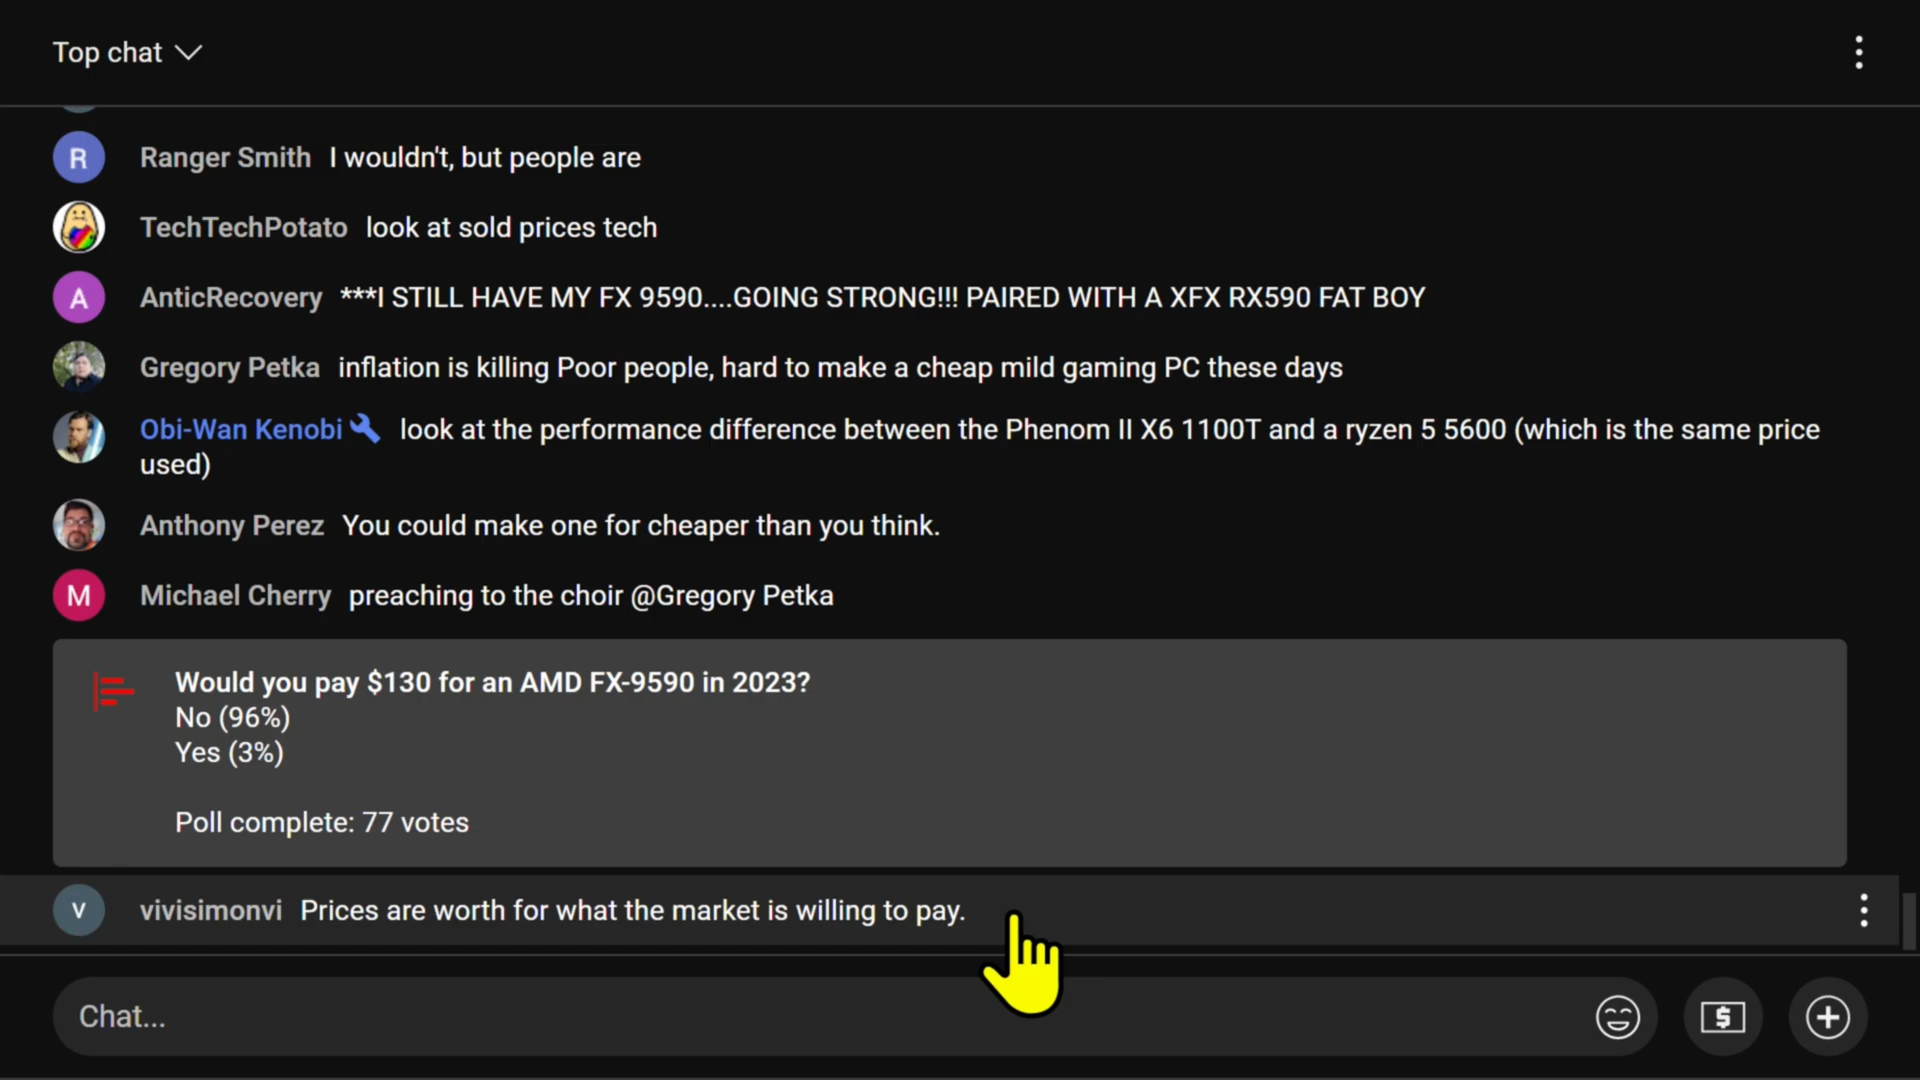 Top chat
R Ranger Smith I wouldn't, but people are
TechTechPotato look at sold prices tech
A AnticRecovery ***I STILL HAVE MY FX 9590....GOING STRONG!!! PAIRED WITH A XFX RX590 FAT BOY
Gregory Petka inflation is killing Poor people, hard to make a cheap mild gaming PC these days
Obi-Wan Kenobi look at the performance difference between the Phenom II X6 1100T and a ryzen 5 5600 (which is the same price
used)
Anthony Perez You could make one for cheaper than you think.
M Michael Cherry preaching to the choir @Gregory Petka
Would you pay $130 for an AMD FX-9590 in 2023?
No (96%)
Yes (3%)
Poll complete: 77 votes
V vivisimonvi Prices are worth for what the market is willing to pay.
Chat...